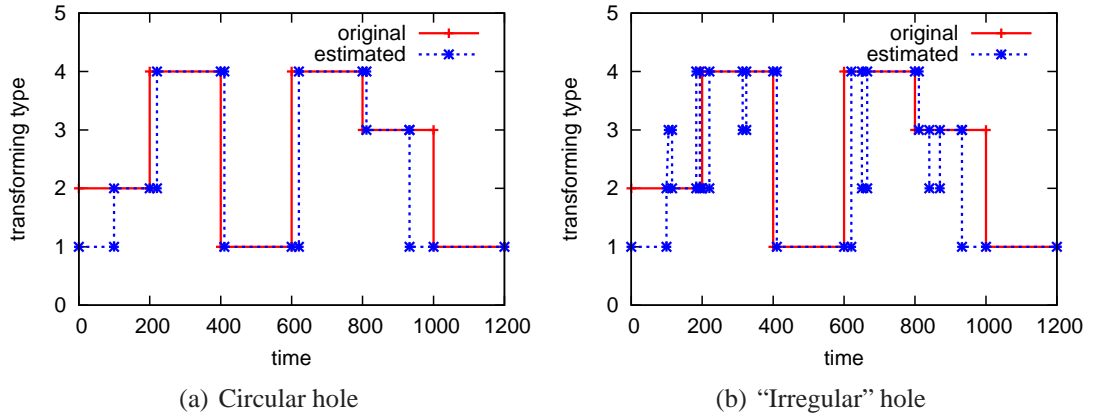 5
4
3
2
1
0
transforming type
0 200 400 600 800 1000 1200
time
original
estimated
(a) Circular hole
5
4
3
2
1
0
transforming type
0 200 400 600 800 1000 1200
time
original
estimated
(b) “Irregular” hole